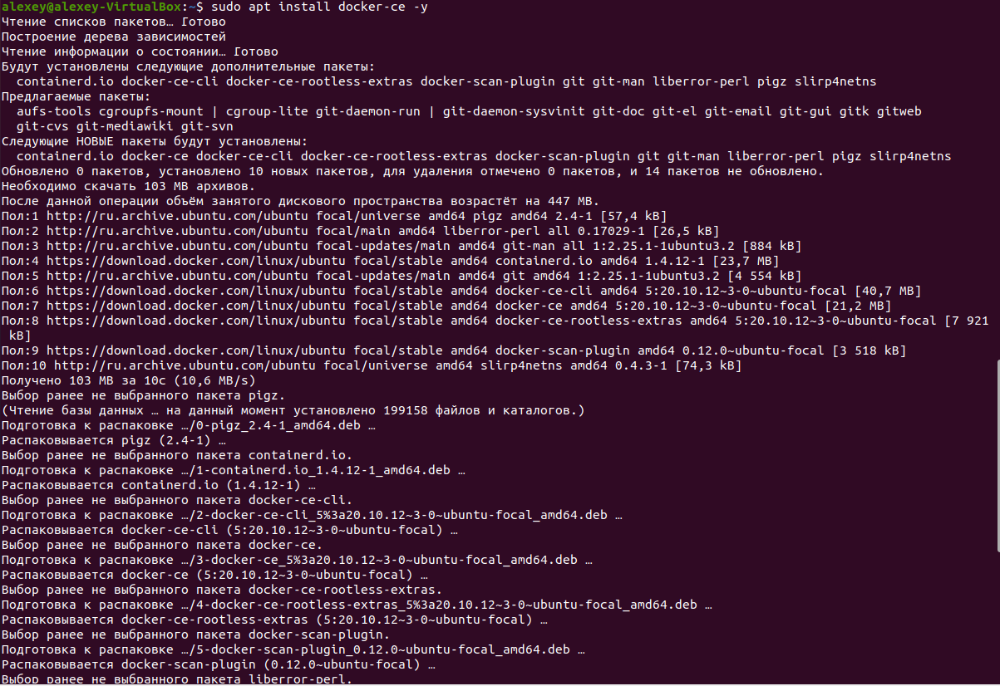 alexey@alexey-VirtualBox:~$ sudo apt install docker-ce -y
Чтение списков пакетов… Готово
Построение дерева зависимостей
Чтение информации о состоянии… Готово
Будут установлены следующие дополнительные пакеты:
  containerd.io docker-ce-cli docker-ce-rootless-extras docker-scan-plugin git git-man liberror-perl pigz slirp4netns
Предлагаемые пакеты:
  aufs-tools cgroupfs-mount | cgroup-lite git-daemon-run | git-daemon-sysvinit git-doc git-el git-email git-gui gitk gitweb
  git-cvs git-mediawiki git-svn
Следующие НОВЫЕ пакеты будут установлены:
  containerd.io docker-ce docker-ce-cli docker-ce-rootless-extras docker-scan-plugin git git-man liberror-perl pigz slirp4netns
Обновлено 0 пакетов, установлено 10 новых пакетов, для удаления отмечено 0 пакетов, и 14 пакетов не обновлено.
Необходимо скачать 103 MB архивов.
После данной операции объём занятого дискового пространства возрастёт на 447 MB.
Пол:1 http://ru.archive.ubuntu.com/ubuntu focal/universe amd64 pigz amd64 2.4-1 [57,4 kB]
Пол:2 http://ru.archive.ubuntu.com/ubuntu focal/main amd64 liberror-perl all 0.17029-1 [26,5 kB]
Пол:3 http://ru.archive.ubuntu.com/ubuntu focal-updates/main amd64 git-man all 1:2.25.1-1ubuntu3.2 [884 kB]
Пол:4 https://download.docker.com/linux/ubuntu focal/stable amd64 containerd.io amd64 1.4.12-1 [23,7 MB]
Пол:5 http://ru.archive.ubuntu.com/ubuntu focal-updates/main amd64 git amd64 1:2.25.1-1ubuntu3.2 [4 554 kB]
Пол:6 https://download.docker.com/linux/ubuntu focal/stable amd64 docker-ce-cli amd64 5:20.10.12~3-0~ubuntu-focal [40,7 MB]
Пол:7 https://download.docker.com/linux/ubuntu focal/stable amd64 docker-ce amd64 5:20.10.12~3-0~ubuntu-focal [21,2 MB]
Пол:8 https://download.docker.com/linux/ubuntu focal/stable amd64 docker-ce-rootless-extras amd64 5:20.10.12~3-0~ubuntu-focal [7 921
 kB]
Пол:9 https://download.docker.com/linux/ubuntu focal/stable amd64 docker-scan-plugin amd64 0.12.0~ubuntu-focal [3 518 kB]
Пол:10 http://ru.archive.ubuntu.com/ubuntu focal/universe amd64 slirp4netns amd64 0.4.3-1 [74,3 kB]
Получено 103 MB за 10с (10,6 MB/s)
Выбор ранее не выбранного пакета pigz.
(Чтение базы данных … на данный момент установлено 199158 файлов и каталогов.)
Подготовка к распаковке …/0-pigz_2.4-1_amd64.deb …
Распаковывается pigz (2.4-1) …
Выбор ранее не выбранного пакета containerd.io.
Подготовка к распаковке …/1-containerd.io_1.4.12-1_amd64.deb …
Распаковывается containerd.io (1.4.12-1) …
Выбор ранее не выбранного пакета docker-ce-cli.
Подготовка к распаковке …/2-docker-ce-cli_5%3a20.10.12~3-0~ubuntu-focal_amd64.deb …
Распаковывается docker-ce-cli (5:20.10.12~3-0~ubuntu-focal) …
Выбор ранее не выбранного пакета docker-ce.
Подготовка к распаковке …/3-docker-ce_5%3a20.10.12~3-0~ubuntu-focal_amd64.deb …
Распаковывается docker-ce (5:20.10.12~3-0~ubuntu-focal) …
Выбор ранее не выбранного пакета docker-ce-rootless-extras.
Подготовка к распаковке …/4-docker-ce-rootless-extras_5%3a20.10.12~3-0~ubuntu-focal_amd64.deb …
Распаковывается docker-ce-rootless-extras (5:20.10.12~3-0~ubuntu-focal) …
Выбор ранее не выбранного пакета docker-scan-plugin.
Подготовка к распаковке …/5-docker-scan-plugin_0.12.0~ubuntu-focal_amd64.deb …
Распаковывается docker-scan-plugin (0.12.0~ubuntu-focal) …
Выбор ранее не выбранного пакета liberror-perl.